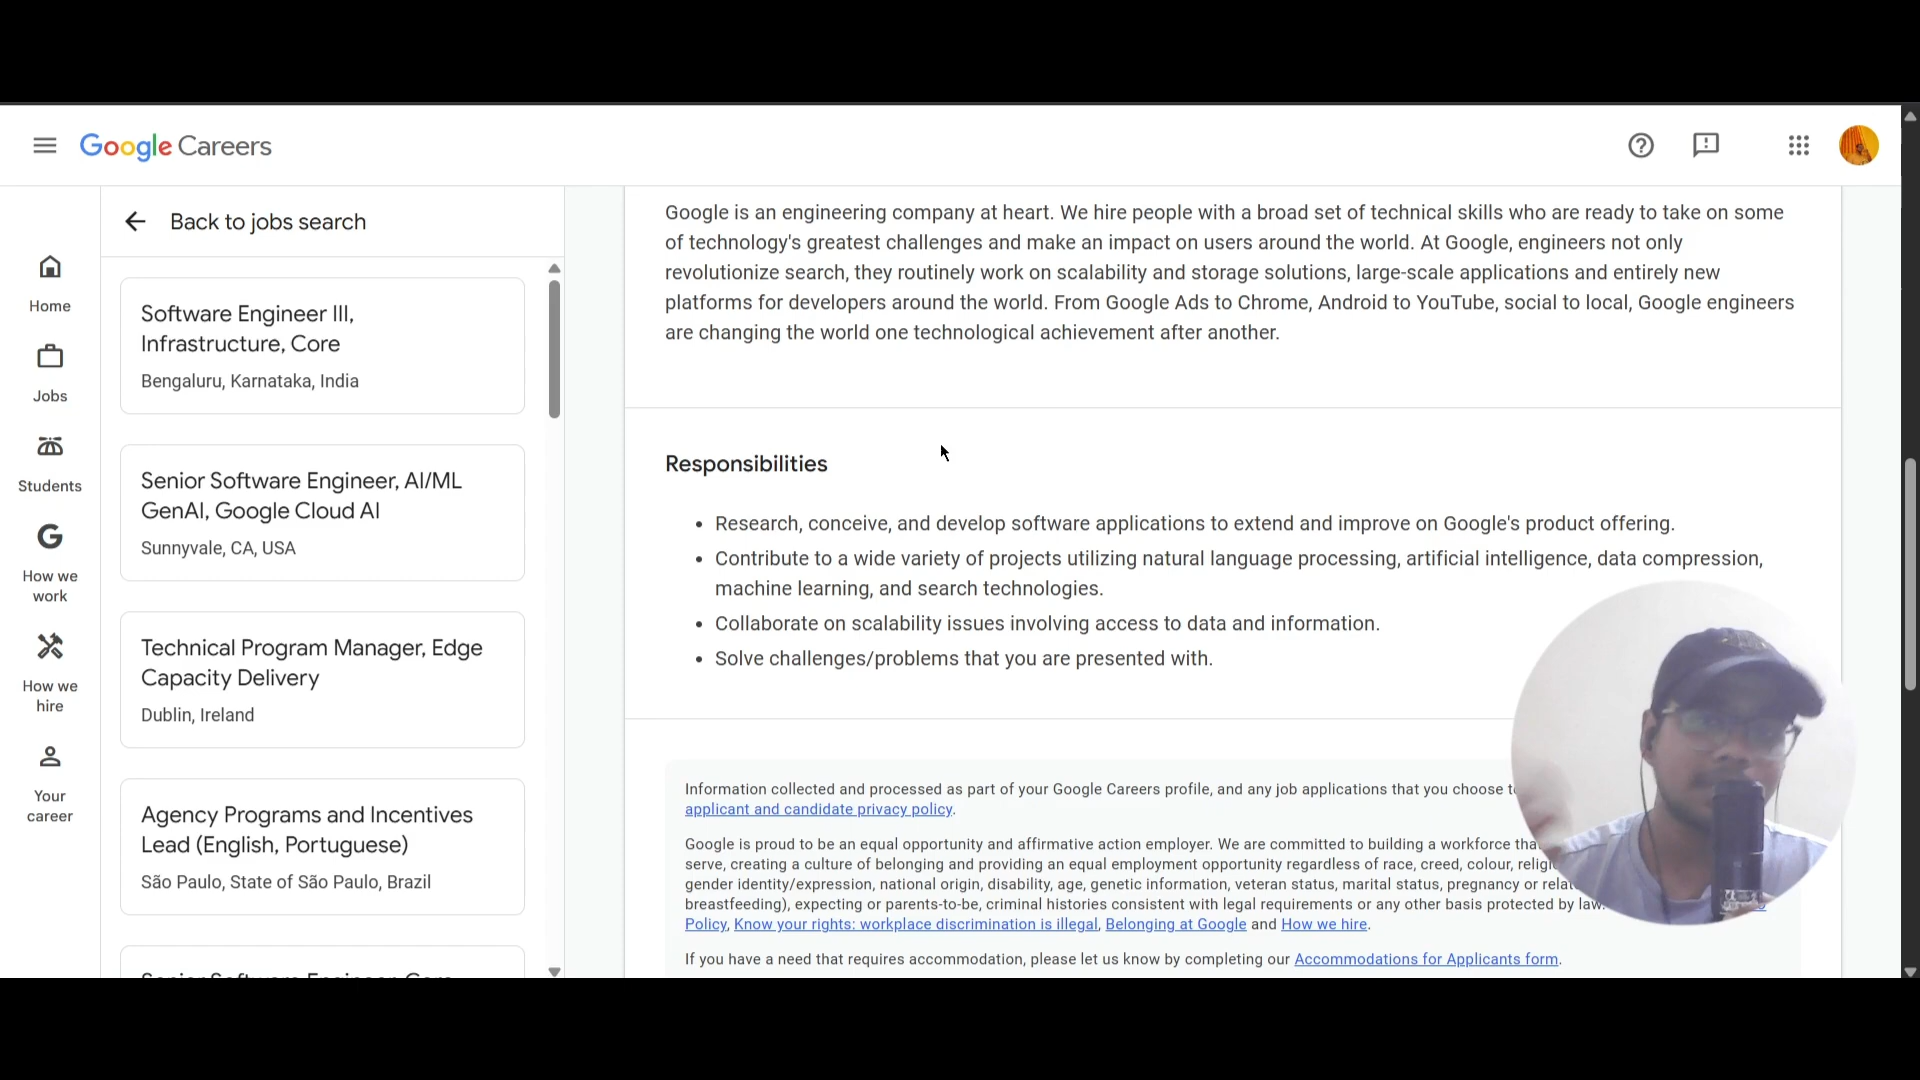 Google Careers
Home
Jobs
Students
How we
work
How we
hire
Your
career
Back to jobs search
Software Engineer III,
Infrastructure, Core
Bengaluru, Karnataka, India
Senior Software Engineer, AI/ML
GenAI, Google Cloud AI
Sunnyvale, CA, USA
Technical Program Manager, Edge
Capacity Delivery
Dublin, Ireland
Agency Programs and Incentives
Lead (English, Portuguese)
São Paulo, State of São Paulo, Brazil
Google is an engineering company at heart. We hire people with a broad set of technical skills who are ready to take on some
of technology's greatest challenges and make an impact on users around the world. At Google, engineers not only
revolutionize search, they routinely work on scalability and storage solutions, large-scale applications and entirely new
platforms for developers around the world. From Google Ads to Chrome, Android to YouTube, social to local, Google engineers
are changing the world one technological achievement after another.
Responsibilities
• Research, conceive, and develop software applications to extend and improve on Google's product offering.
• Contribute to a wide variety of projects utilizing natural language processing, artificial intelligence, data compression,
machine learning, and search technologies.
• Collaborate on scalability issues involving access to data and information.
• Solve challenges/problems that you are presented with.
Information collected and processed as part of your Google Careers profile, and any job applications that you choose
applicant and candidate privacy policy.
Google is proud to be an equal opportunity and affirmative action employer. We are committed to building a workforce
serve, creating a culture of belonging and providing an equal employment opportunity regardless of race, creed, colour,
gender identity/expression, national origin, disability, age, genetic information, veteran status, marital status, pregnancy or
breastfeeding), expecting or parents-to-be, criminal histories consistent with legal requirements or any other basis protected by law.
Policy, Know your rights: workplace discrimination is illegal, Belonging at Google and How we hire.
If you have a need that requires accommodation, please let us know by completing our Accommodations for Applicants form.